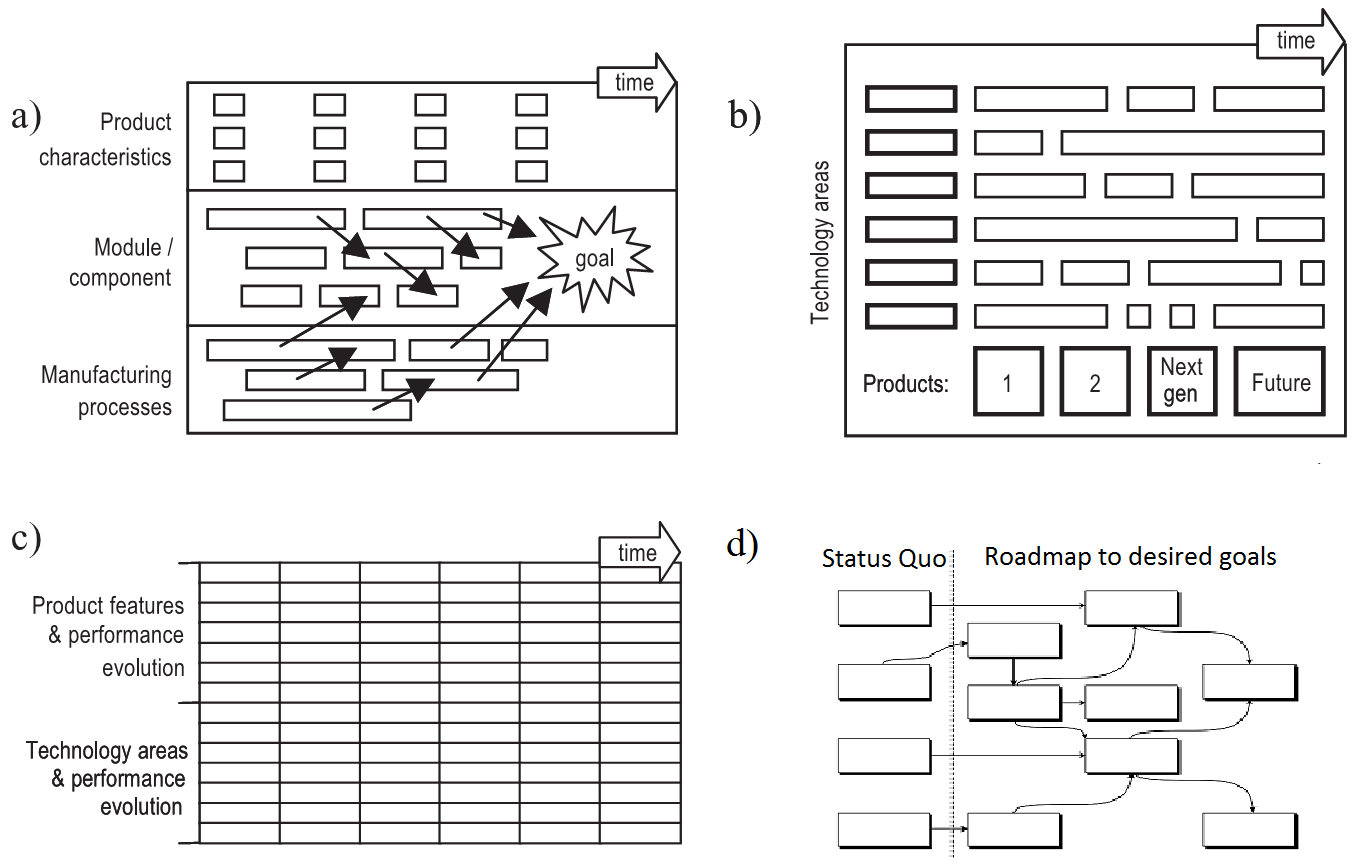 a)
time
Product
characteristics
Module /
component
goal
Manufacturing
processes
b)
time
Technology areas
Products:
1
2
Next
gen
Future
c)
time
Product features
& performance
evolution
Technology areas
& performance
evolution
d)
Status Quo
Roadmap to desired goals